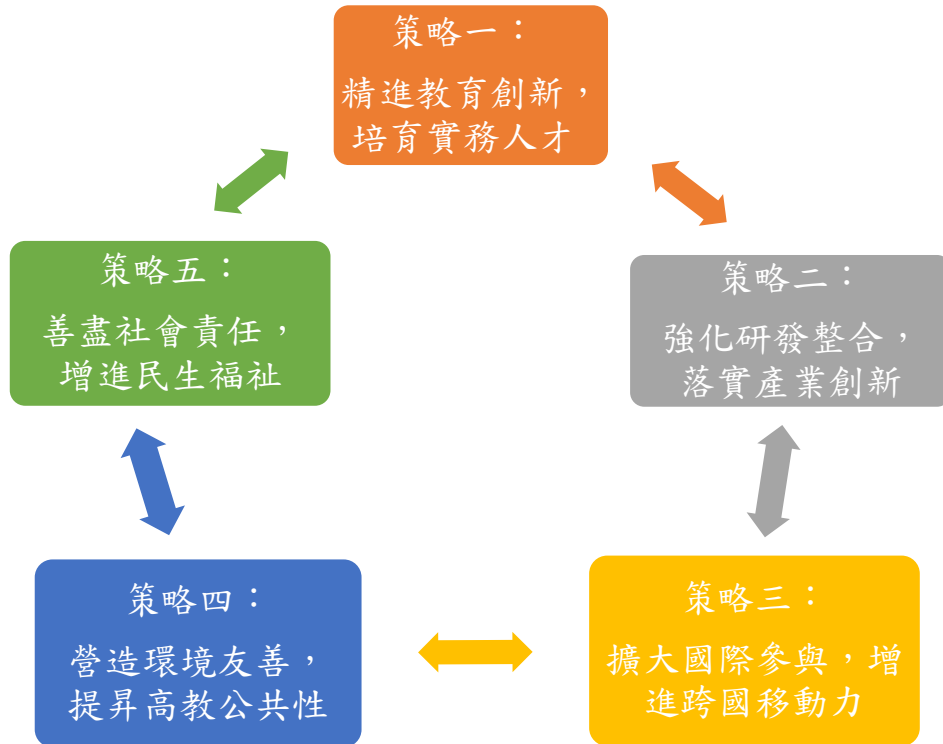 策略一：
精進教育創新，
培育實務人才
策略二：
強化研發整合，
落實產業創新
策略三：
擴大國際參與，增
進跨國移動力
策略四：
營造環境友善，
提昇高教公共性
策略五：
善盡社會責任，
增進民生福祉